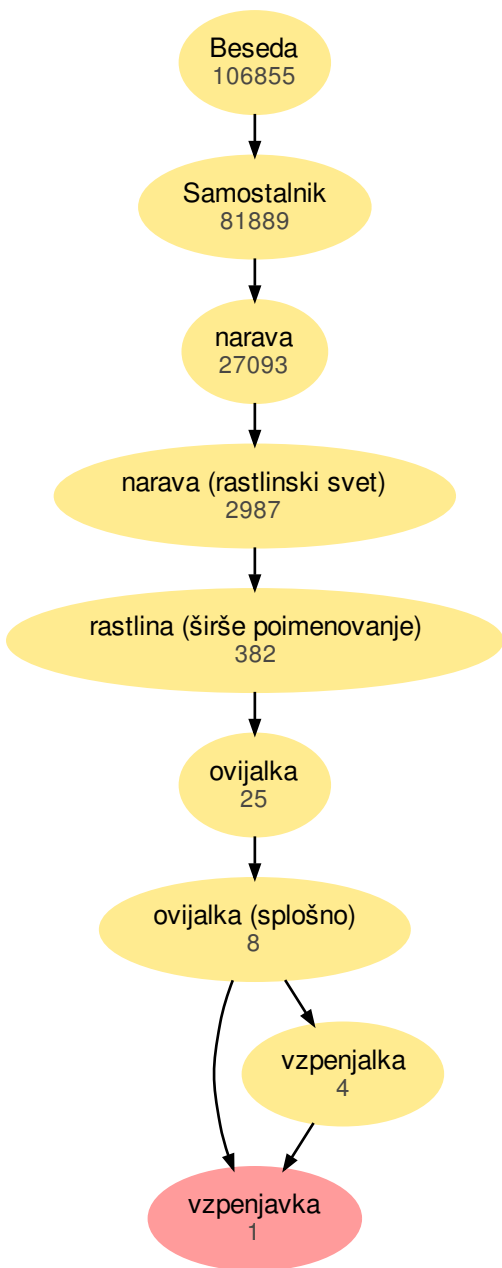 Beseda
106855
Samostalnik
81889
narava
27093
narava (rastlinski svet)
2987
rastlina (širše poimenovanje)
382
ovijalka
25
ovijalka (splošno)
8
vzpenjalka
4
vzpenjavka
1